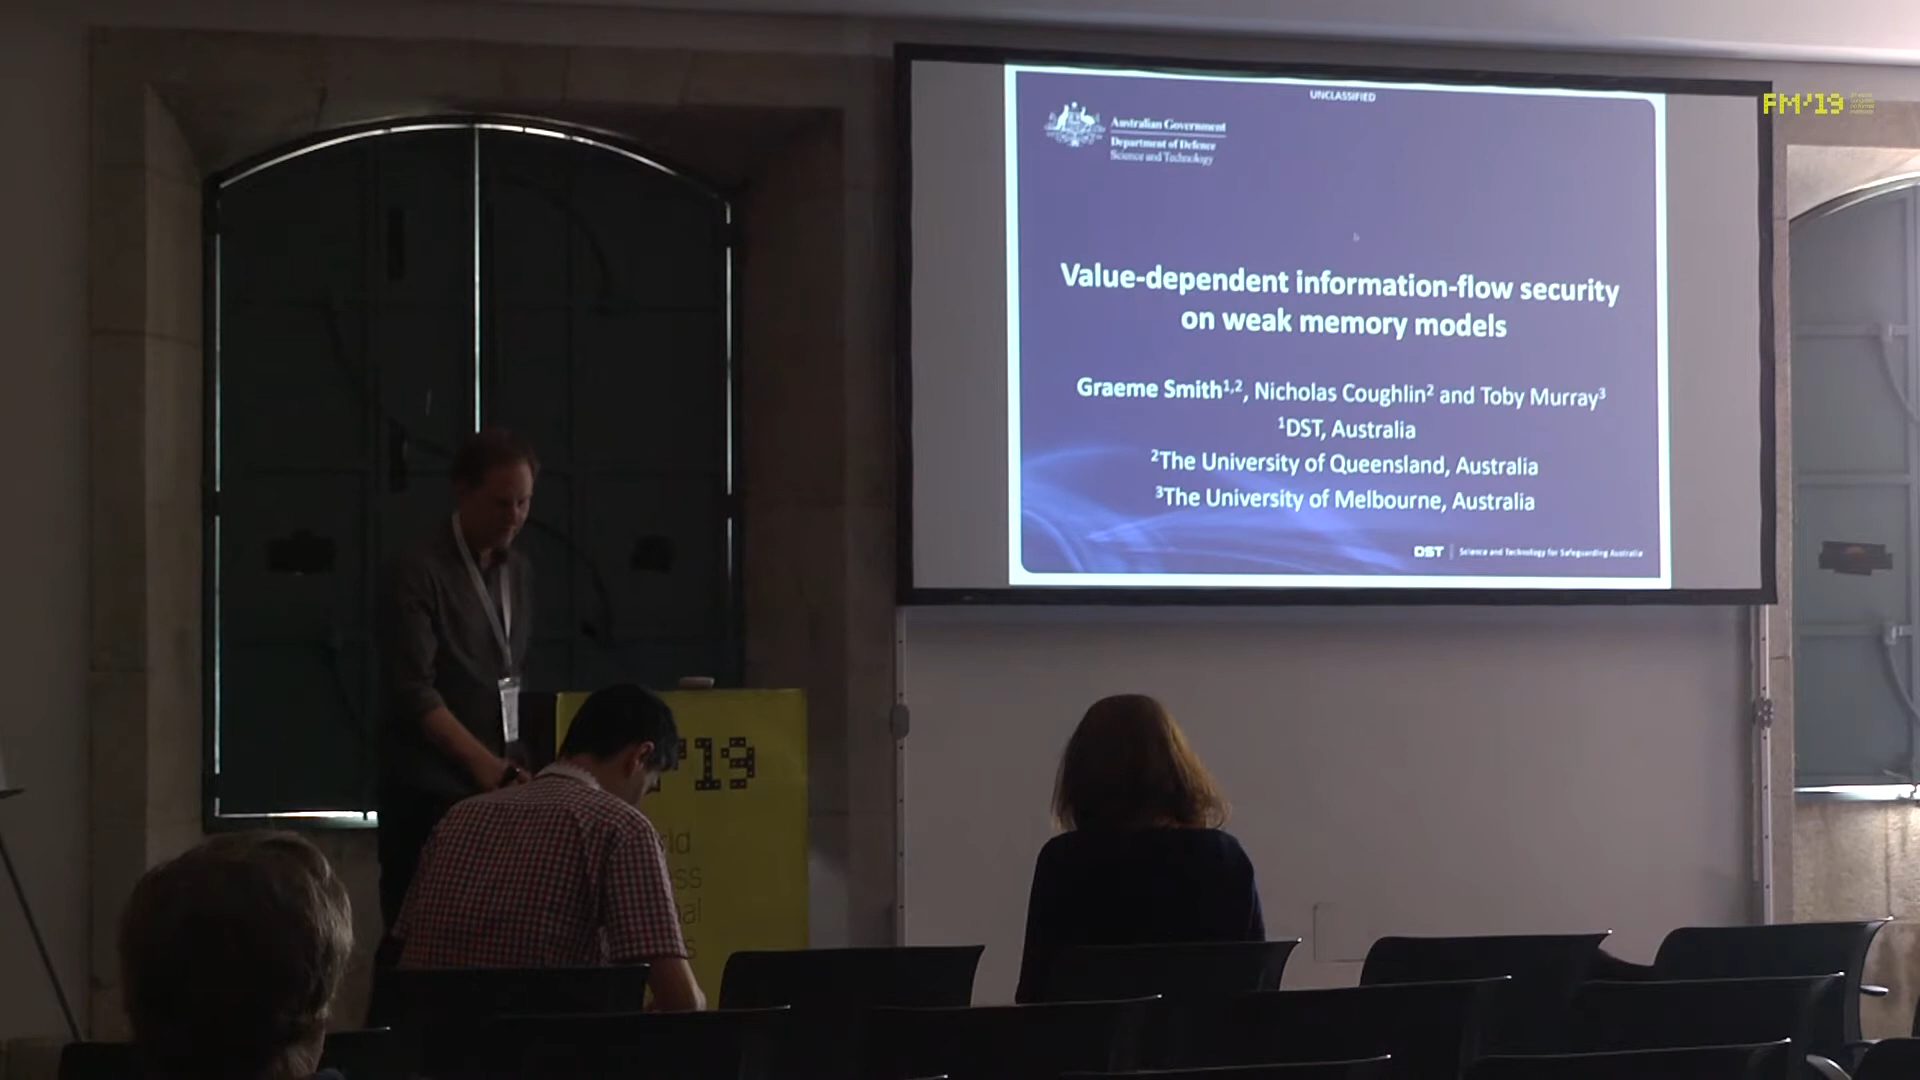 UNCLASSIFIED
Australian Government
Department of Defence
Science and Technology
Value-dependent information-flow security
on weak memory models
Graeme Smith1,2, Nicholas Coughlin2 and Toby Murray3
1DST, Australia
2The University of Queensland, Australia
3The University of Melbourne, Australia
DST | Science and Technology for Safeguarding Australia
FM'19
'19